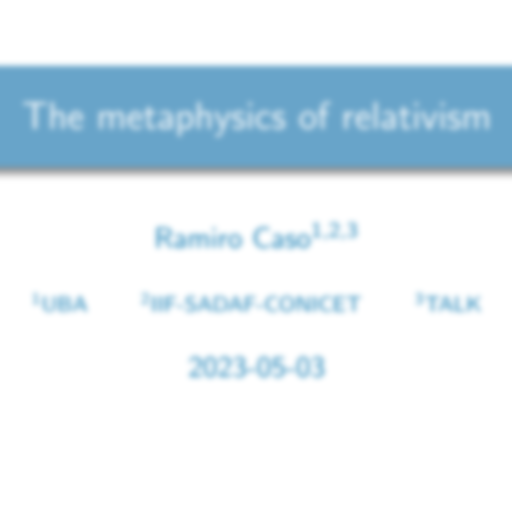 The metaphysics of relativism
Ramiro Caso1,2,3
1UBA 2IIF-SADAF-CONICET 3TALK
2023-05-03